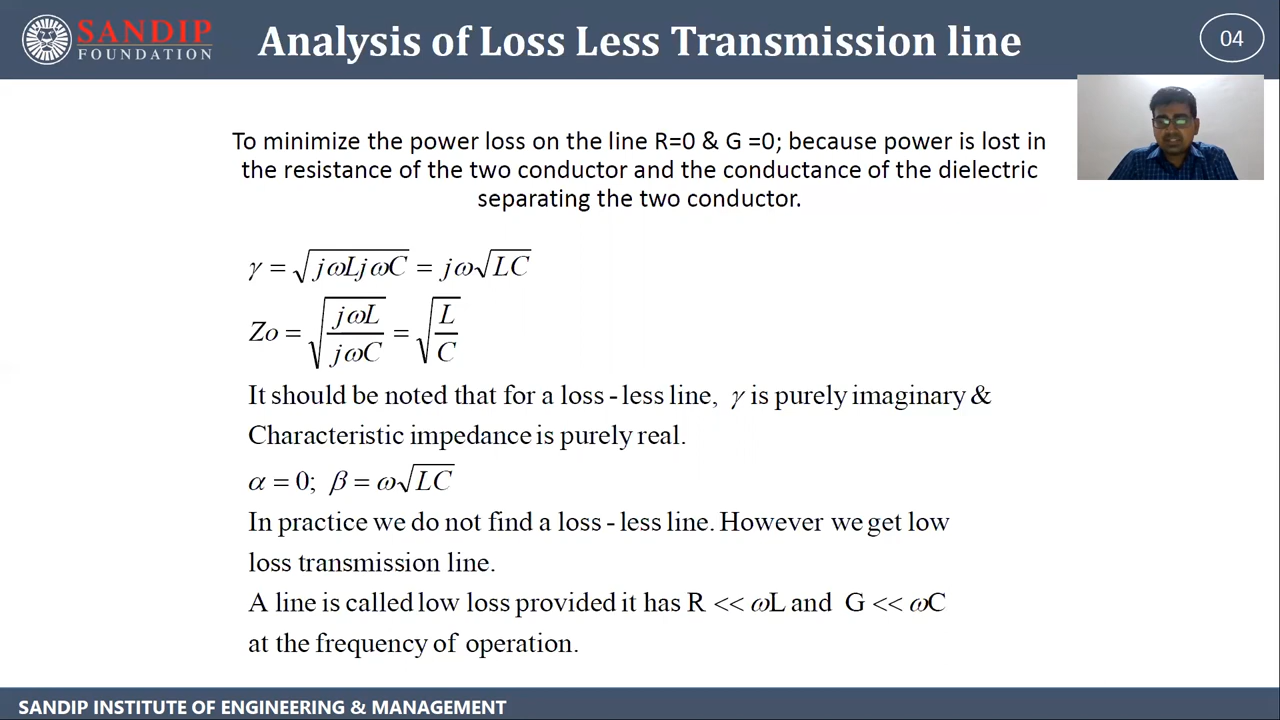 SANDIP
FOUNDATION
Analysis of Loss Less Transmission line
04
To minimize the power loss on the line R=0 & G =0; because power is lost in
the resistance of the two conductor and the conductance of the dielectric
separating the two conductor.
γ = √(jωLjωC) = jω√(LC)
Zo = √(jωL/jωC) = √(L/C)
It should be noted that for a loss - less line, γ is purely imaginary &
Characteristic impedance is purely real.
α = 0; β = ω√(LC)
In practice we do not find a loss - less line. However we get low
loss transmission line.
A line is called low loss provided it has R << ωL and G << ωC
at the frequency of operation.
SANDIP INSTITUTE OF ENGINEERING & MANAGEMENT